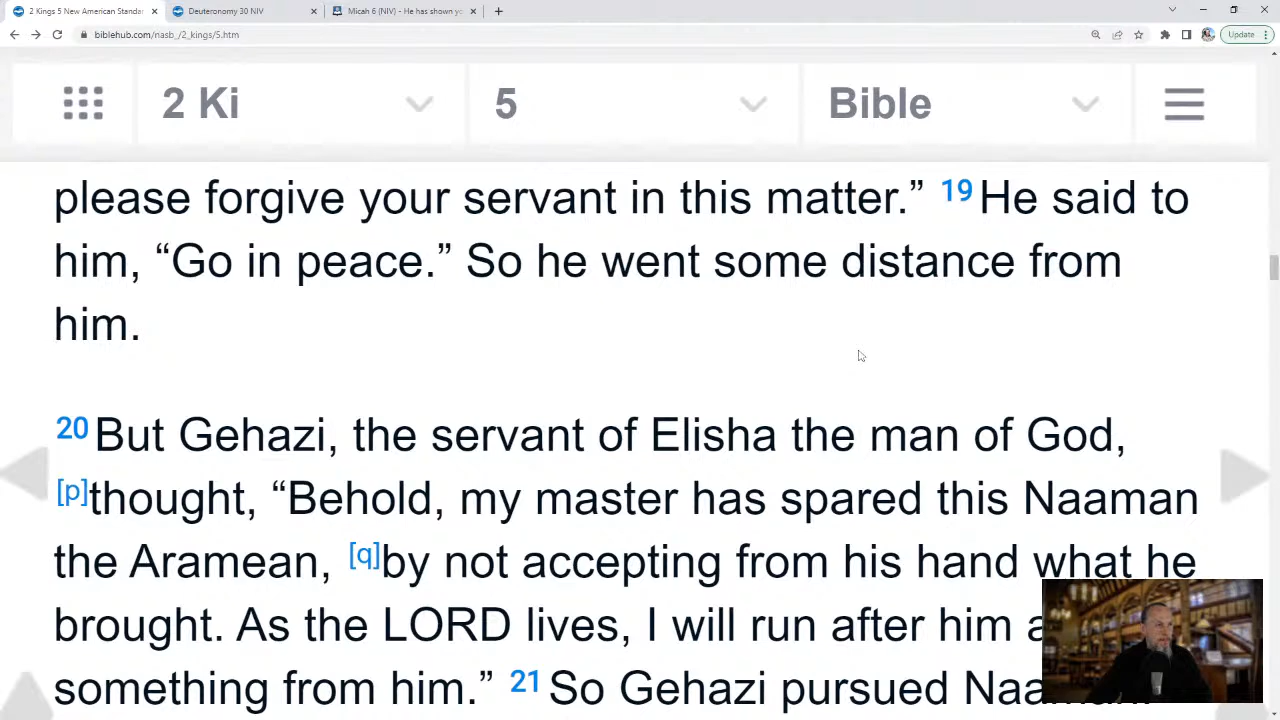 2 Kings 5 New American Standa
Deuteronomy 30 NIV
Micah 6 (NIV) - He has shown yo
biblehub.com/nasb_/2_kings/5.htm
Update
2 Ki
5
Bible
please forgive your servant in this matter.” 19 He said to
him, “Go in peace.” So he went some distance from
him.
20 But Gehazi, the servant of Elisha the man of God,
[p]thought, “Behold, my master has spared this Naaman
the Aramean, [q]by not accepting from his hand what he
brought. As the LORD lives, I will run after him a
something from him.” 21 So Gehazi pursued Naaman.